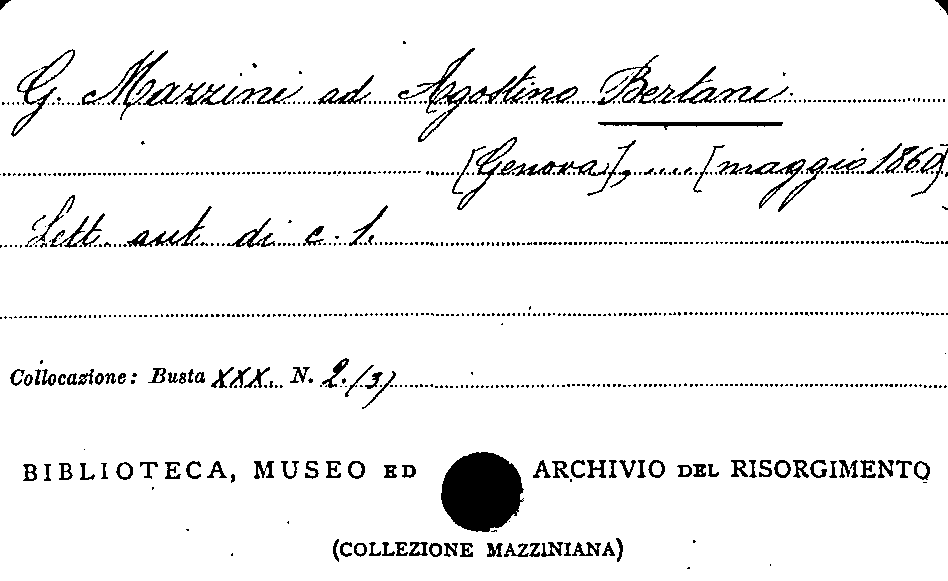 G. Mazzini ad Agostino Bertani
[Genova], .... [maggio 1860].
Lett. aut. di c. 1.
Collocazione: Busta XXX. N. 2./3)
BIBLIOTECA, MUSEO ED ARCHIVIO DEL RISORGIMENTO
(COLLEZIONE MAZZINIANA)